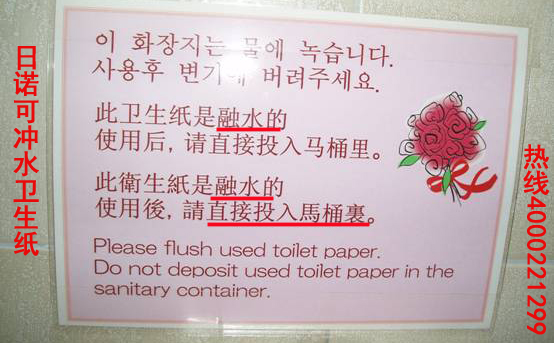 日诺可冲水卫生纸
이 화장지는 물에 녹습니다.
사용후 변기에 버려주세요.
此卫生纸是融水的
使用后，请直接投入马桶里。
此衛生紙是融水的
使用後，請直接投入馬桶裏。
Please flush used toilet paper.
Do not deposit used toilet paper in the
sanitary container.
热线4000221299